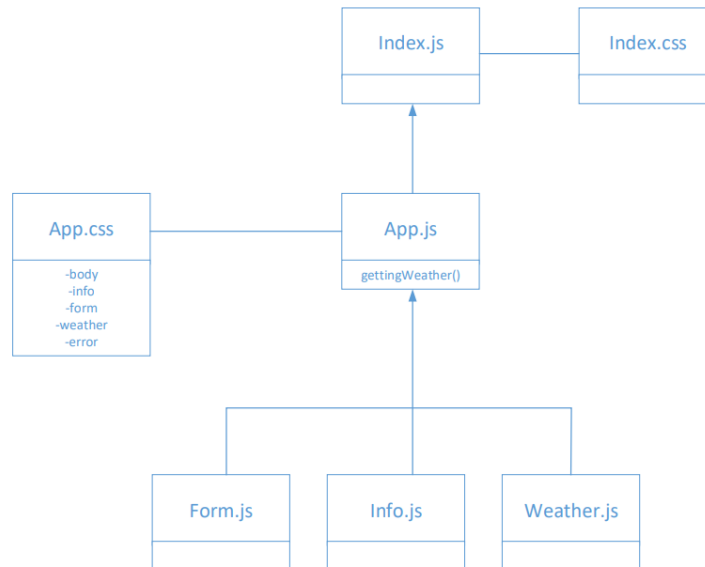 Index.js
Index.css
App.css
App.js
-body
-info
-form
-weather
-error
gettingWeather()
Form.js
Info.js
Weather.js